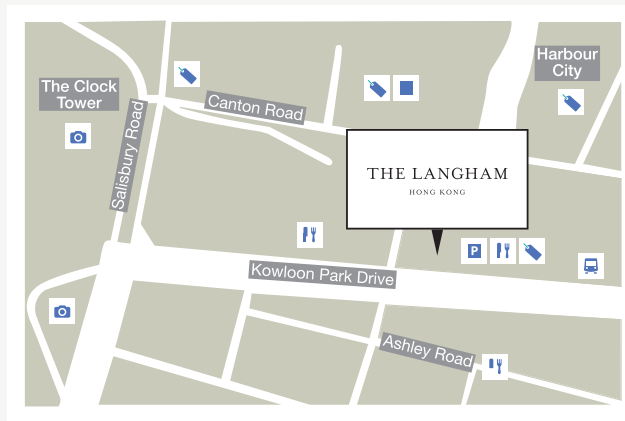 Harbour
City
The Clock
Tower
Canton Road
Salisbury Road
THE LANGHAM
HONG KONG
P
Kowloon Park Drive
Ashley Road